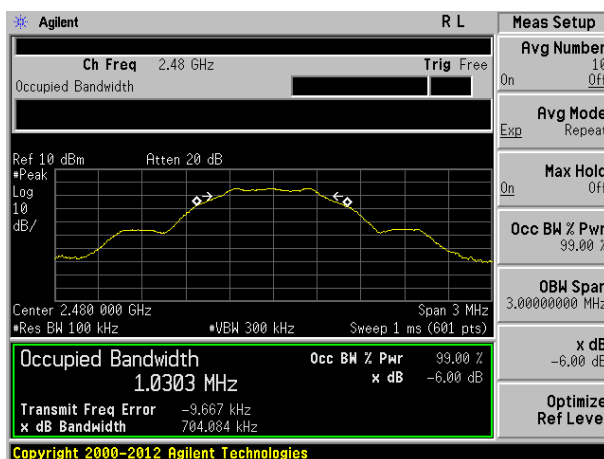 Agilent
R L
Ch Freq 2.48 GHz
Trig Free
Occupied Bandwidth
Ref 10 dBm Atten 20 dB
#Peak
Log
10
dB/
Center 2.480 000 GHz
Span 3 MHz
#Res BW 100 kHz
#VBW 300 kHz
Sweep 1 ms (601 pts)
Occupied Bandwidth
1.0303 MHz
Occ BW % Pwr 99.00 %
x dB -6.00 dB
Transmit Freq Error -9.667 kHz
x dB Bandwidth 704.084 kHz
Copyright 2000-2012 Agilent Technologies
Meas Setup
Avg Number
10
On Off
Avg Mode
Exp Repeat
Max Hold
On Off
Occ BW % Pwr
99.00 %
OBW Span
3.00000000 MHz
x dB
-6.00 dB
Optimize
Ref Level